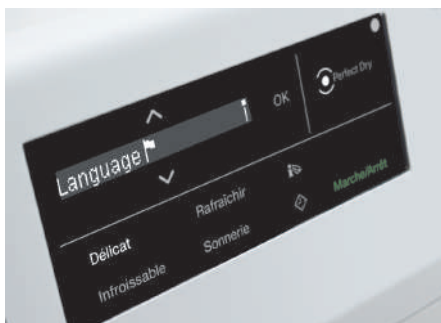 Language
OK
Perfect Dry
Délicat
Rafraîchir
Infroissable
Sonnerie
Marche/Arrêt